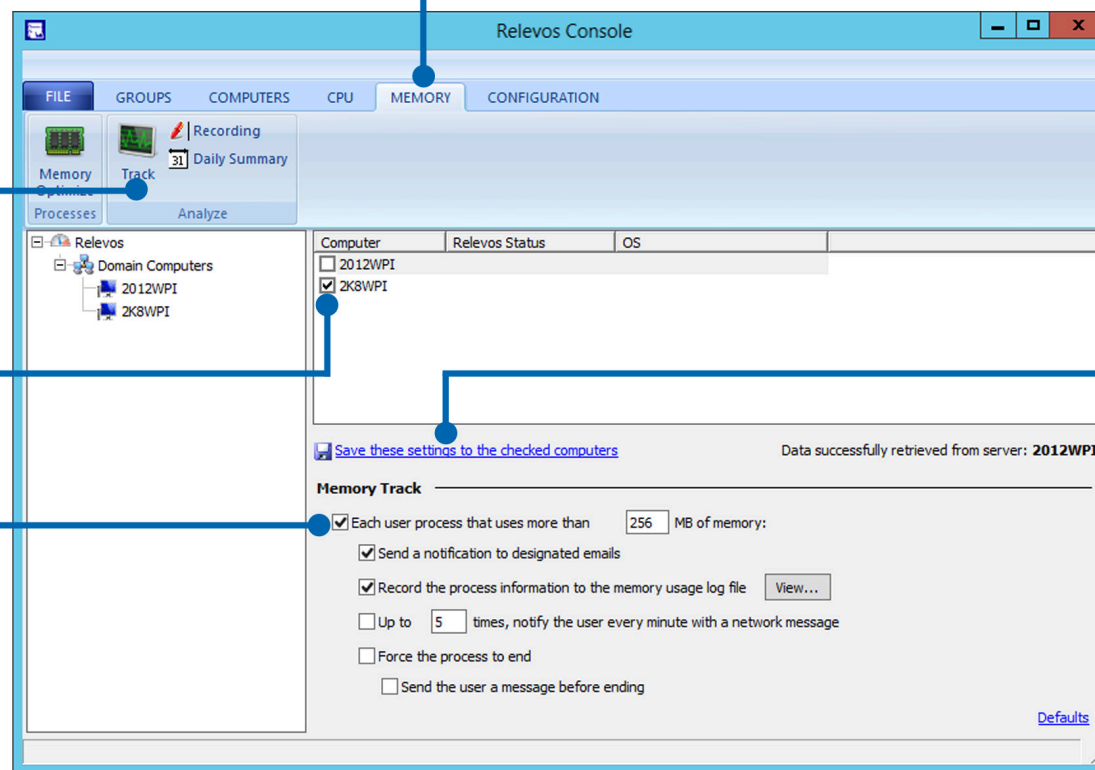 Relevos Console
FILE GROUPS COMPUTERS CPU MEMORY CONFIGURATION
Recording
31 Daily Summary
Memory Track
Optimize
Processes Analyze
Relevos
Domain Computers
2012WPI
2K8WPI
Computer Relevos Status OS
2012WPI
2K8WPI
Save these settings to the checked computers Data successfully retrieved from server: 2012WPI
Memory Track
Each user process that uses more than 256 MB of memory:
Send a notification to designated emails
Record the process information to the memory usage log file View...
Up to 5 times, notify the user every minute with a network message
Force the process to end
Send the user a message before ending
Defaults